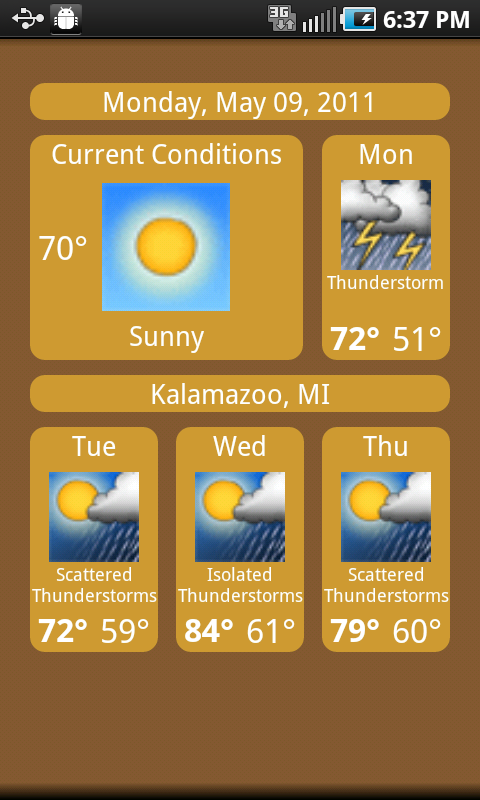 3G 6:37 PM
Monday, May 09, 2011
Current Conditions
70°
Sunny
Mon
Thunderstorm
72° 51°
Kalamazoo, MI
Tue
Scattered
Thunderstorms
72° 59°
Wed
Isolated
Thunderstorms
84° 61°
Thu
Scattered
Thunderstorms
79° 60°